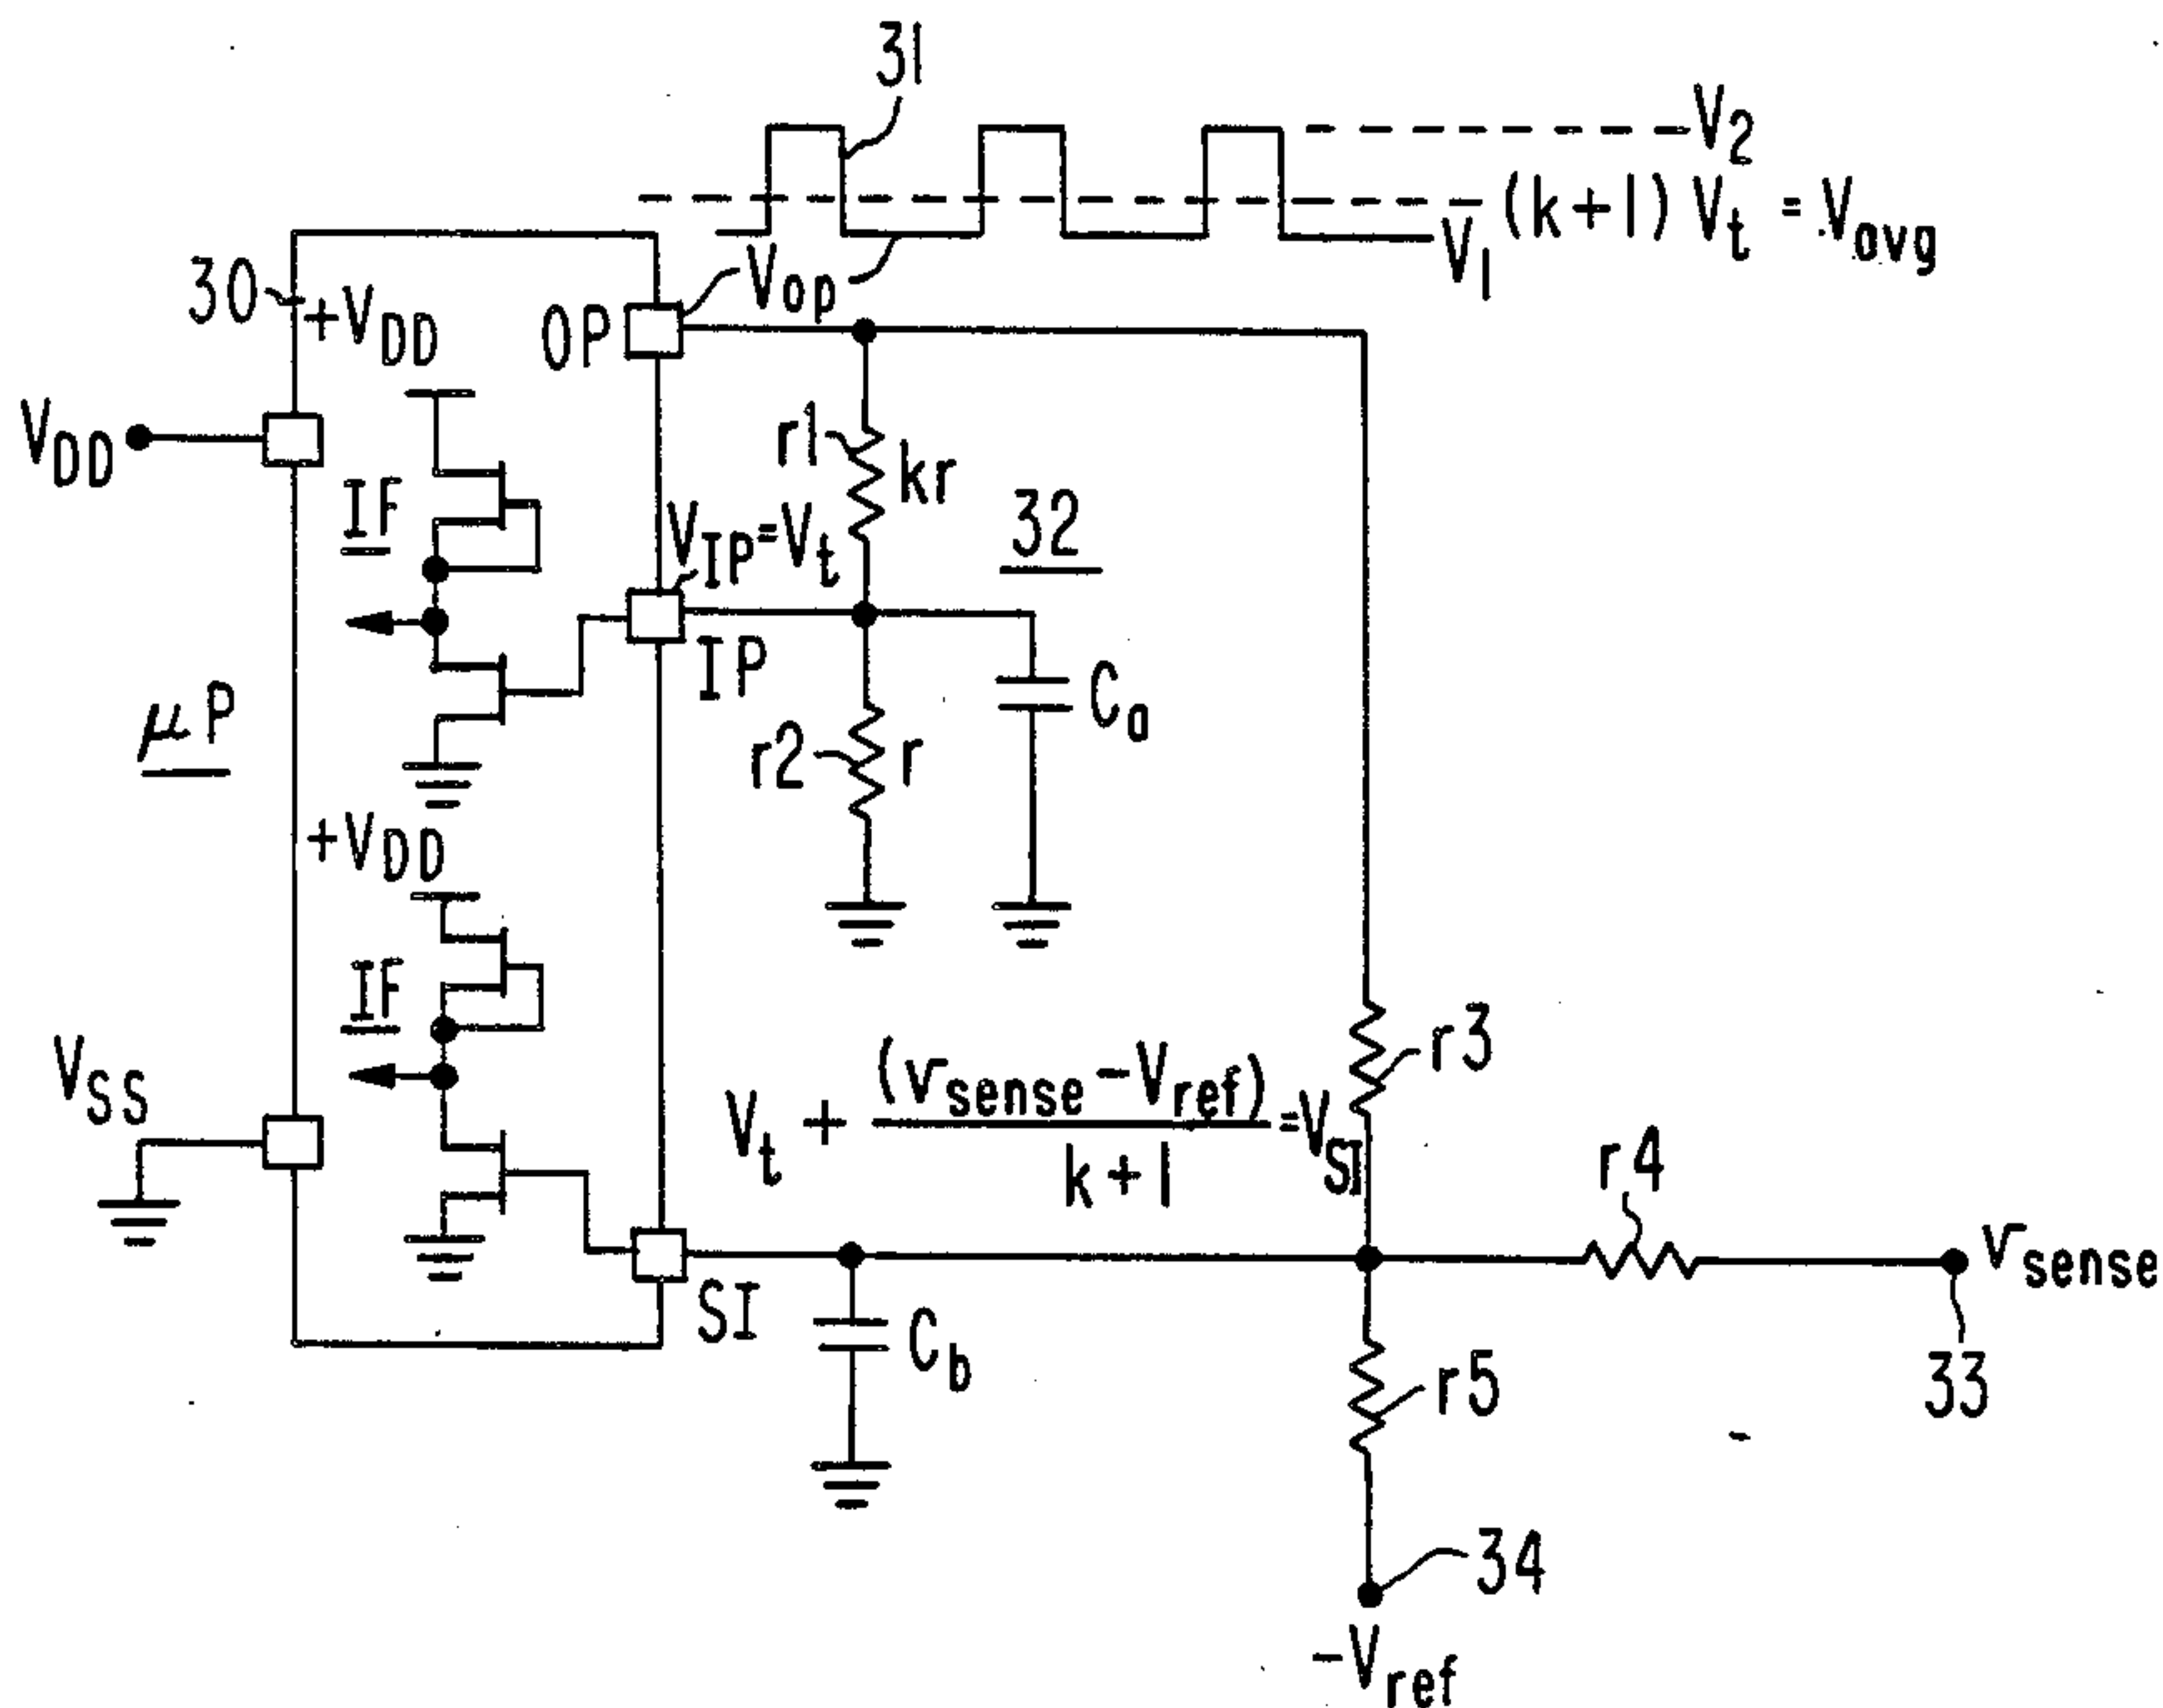 31
V2
(k+1) Vt = Vavg
V1
30
+VDD
OP
Vop
VDD
IF
r1
kr
VIP=Vt
32
IP
Ca
μP
r2
r
+VDD
IF
VSS
Vt + (vsense - Vref) / k+1 = VSI
r3
r4
vsense
SI
Cb
r5
33
34
-Vref